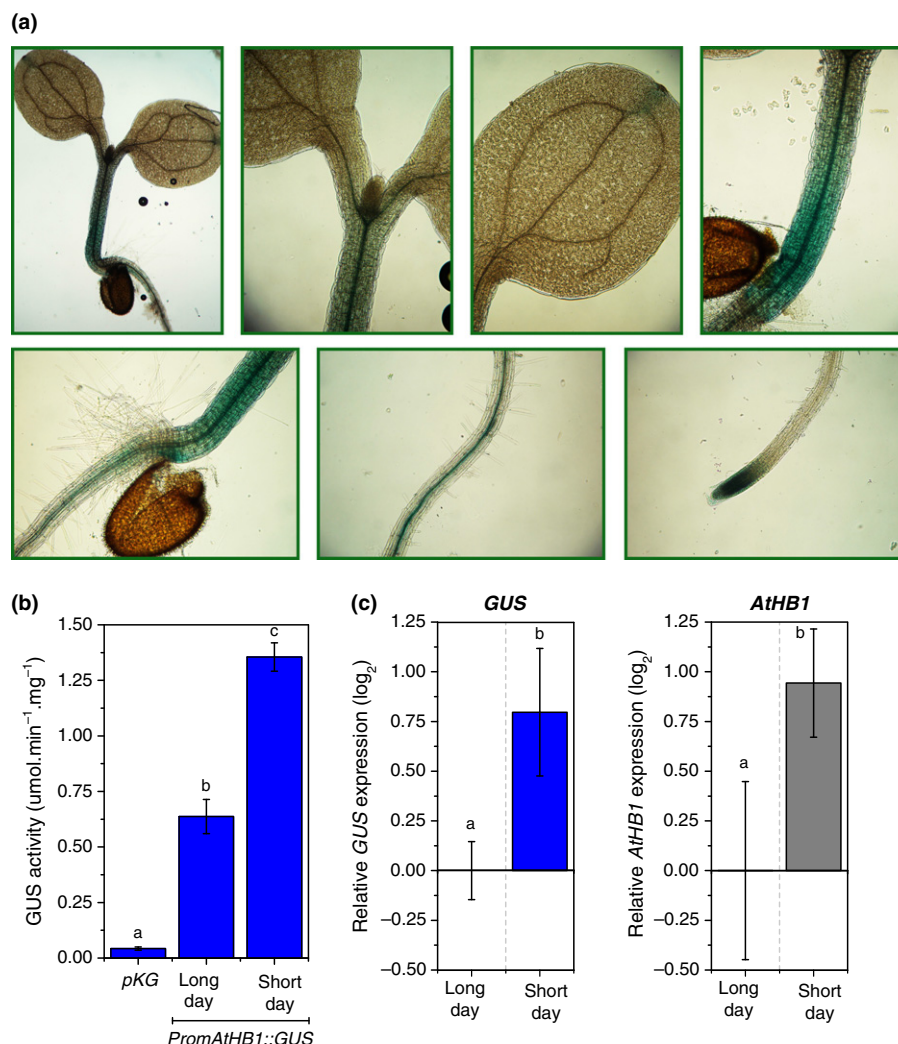 (a)
(b)
GUS activity (umol.min⁻¹.mg⁻¹)
1.50
1.25
1.00
0.75
0.50
0.25
0.00
a
b
c
pKG
Long
day
Short
day
PromAtHB1::GUS
(c)
GUS
Relative GUS expression (log₂)
1.25
1.00
0.75
0.50
0.25
0.00
−0.25
−0.50
a
b
Long
day
Short
day
AtHB1
Relative AtHB1 expression (log₂)
1.25
1.00
0.75
0.50
0.25
0.00
−0.25
−0.50
a
b
Long
day
Short
day